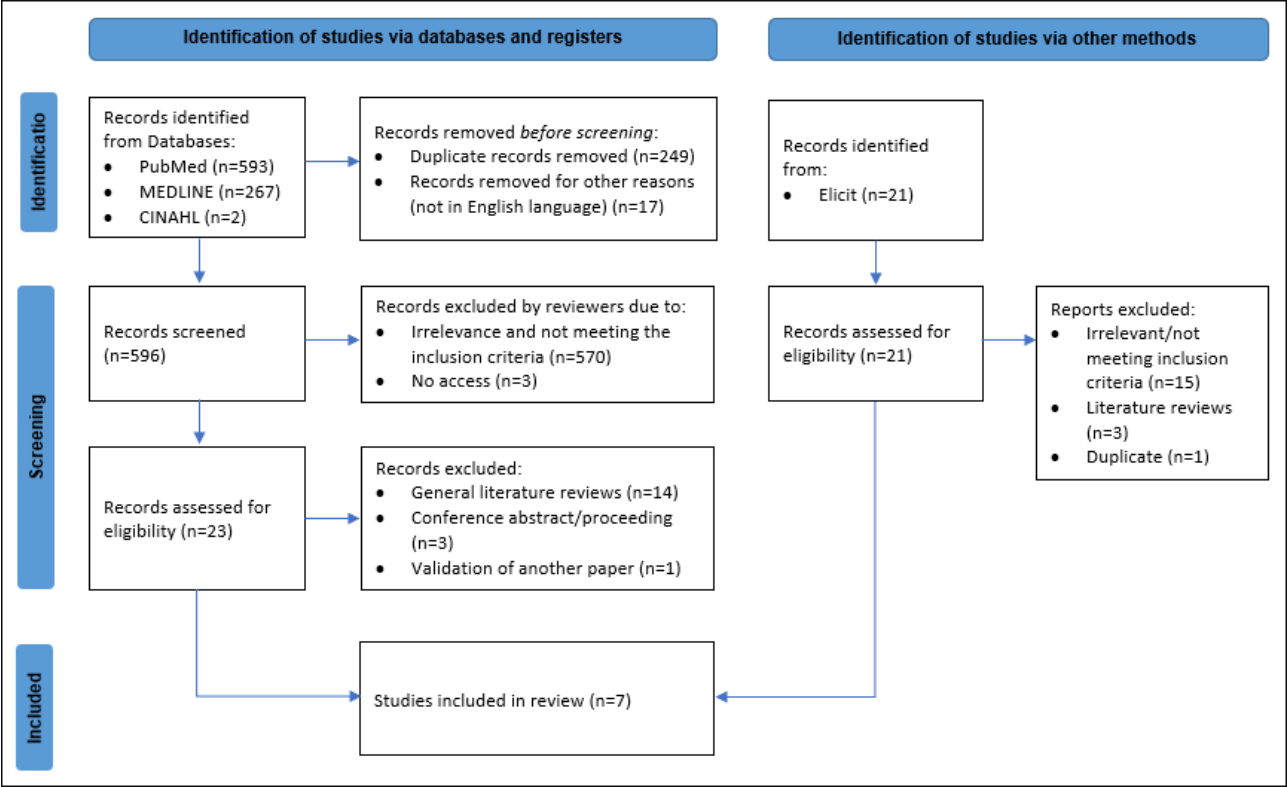 Identification of studies via databases and registers
Identification of studies via other methods
Identificatio
Records identified
from Databases:
• PubMed (n=593)
• MEDLINE (n=267)
• CINAHL (n=2)
Records removed before screening:
• Duplicate records removed (n=249)
• Records removed for other reasons
(not in English language) (n=17)
Records identified
from:
• Elicit (n=21)
Screening
Records screened
(n=596)
Records excluded by reviewers due to:
• Irrelevance and not meeting the
inclusion criteria (n=570)
• No access (n=3)
Records assessed for
eligibility (n=21)
Reports excluded:
• Irrelevant/not
meeting inclusion
criteria (n=15)
• Literature reviews
(n=3)
• Duplicate (n=1)
Records assessed for
eligibility (n=23)
Records excluded:
• General literature reviews (n=14)
• Conference abstract/proceeding
(n=3)
• Validation of another paper (n=1)
Included
Studies included in review (n=7)